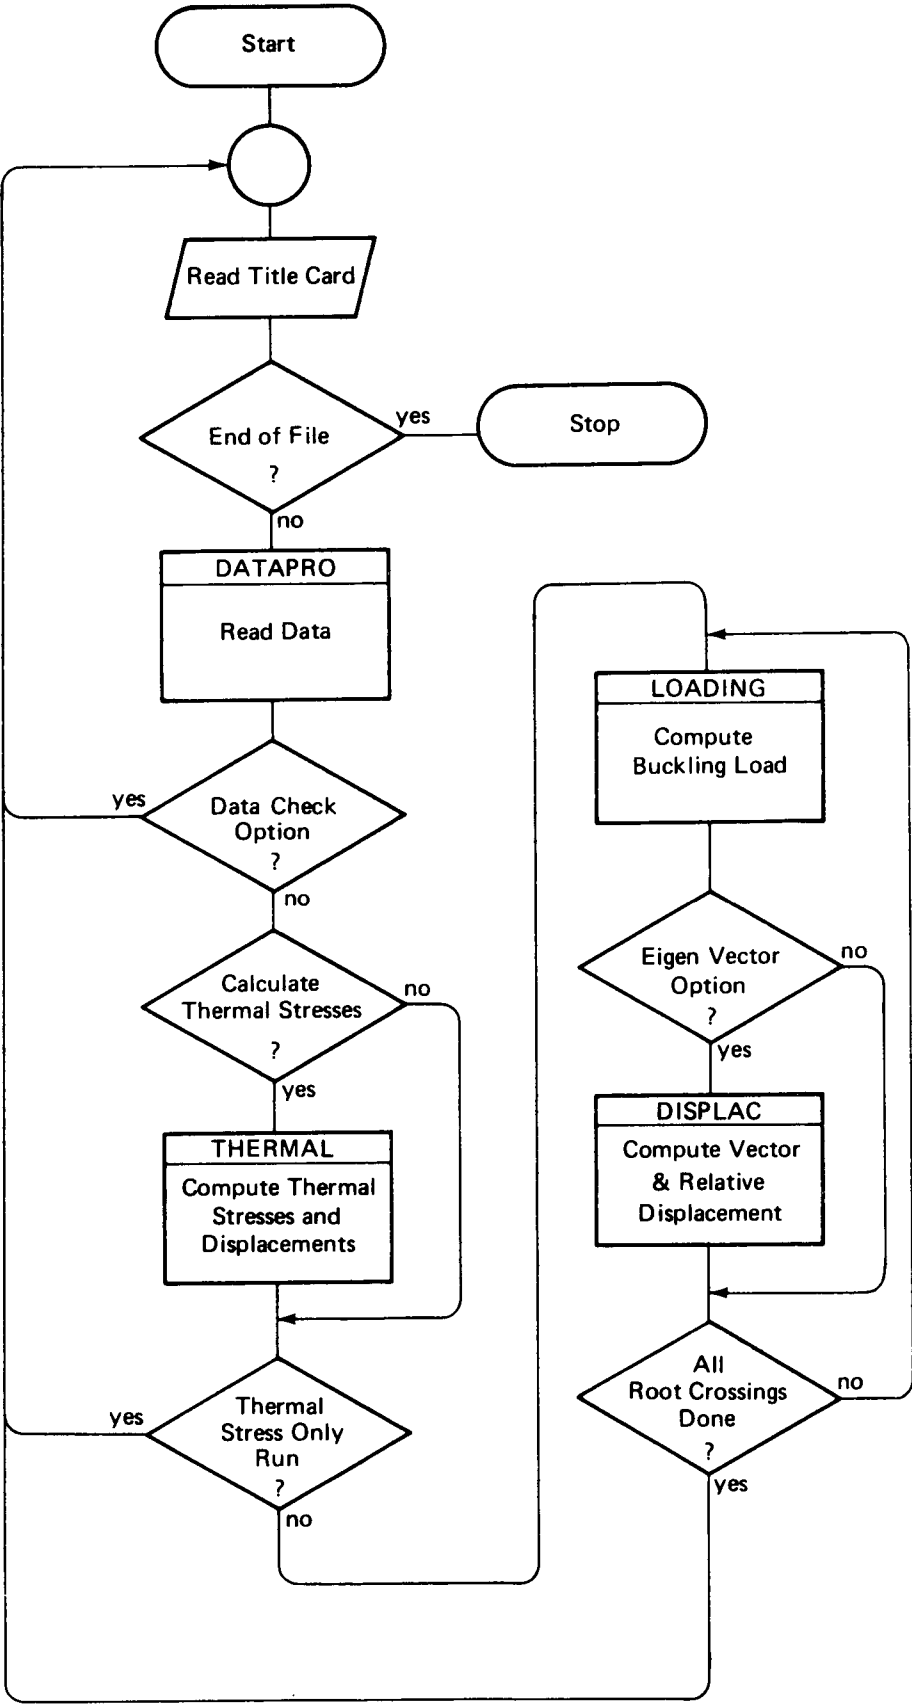 Start
Read Title Card
End of File
?
yes
Stop
no
DATAPRO
Read Data
yes
Data Check
Option
?
no
Calculate
Thermal Stresses
?
no
yes
THERMAL
Compute Thermal
Stresses and
Displacements
yes
Thermal
Stress Only
Run
?
no
LOADING
Compute
Buckling Load
Eigen Vector
Option
?
no
yes
DISPLAC
Compute Vector
& Relative
Displacement
All
Root Crossings
Done
?
no
yes